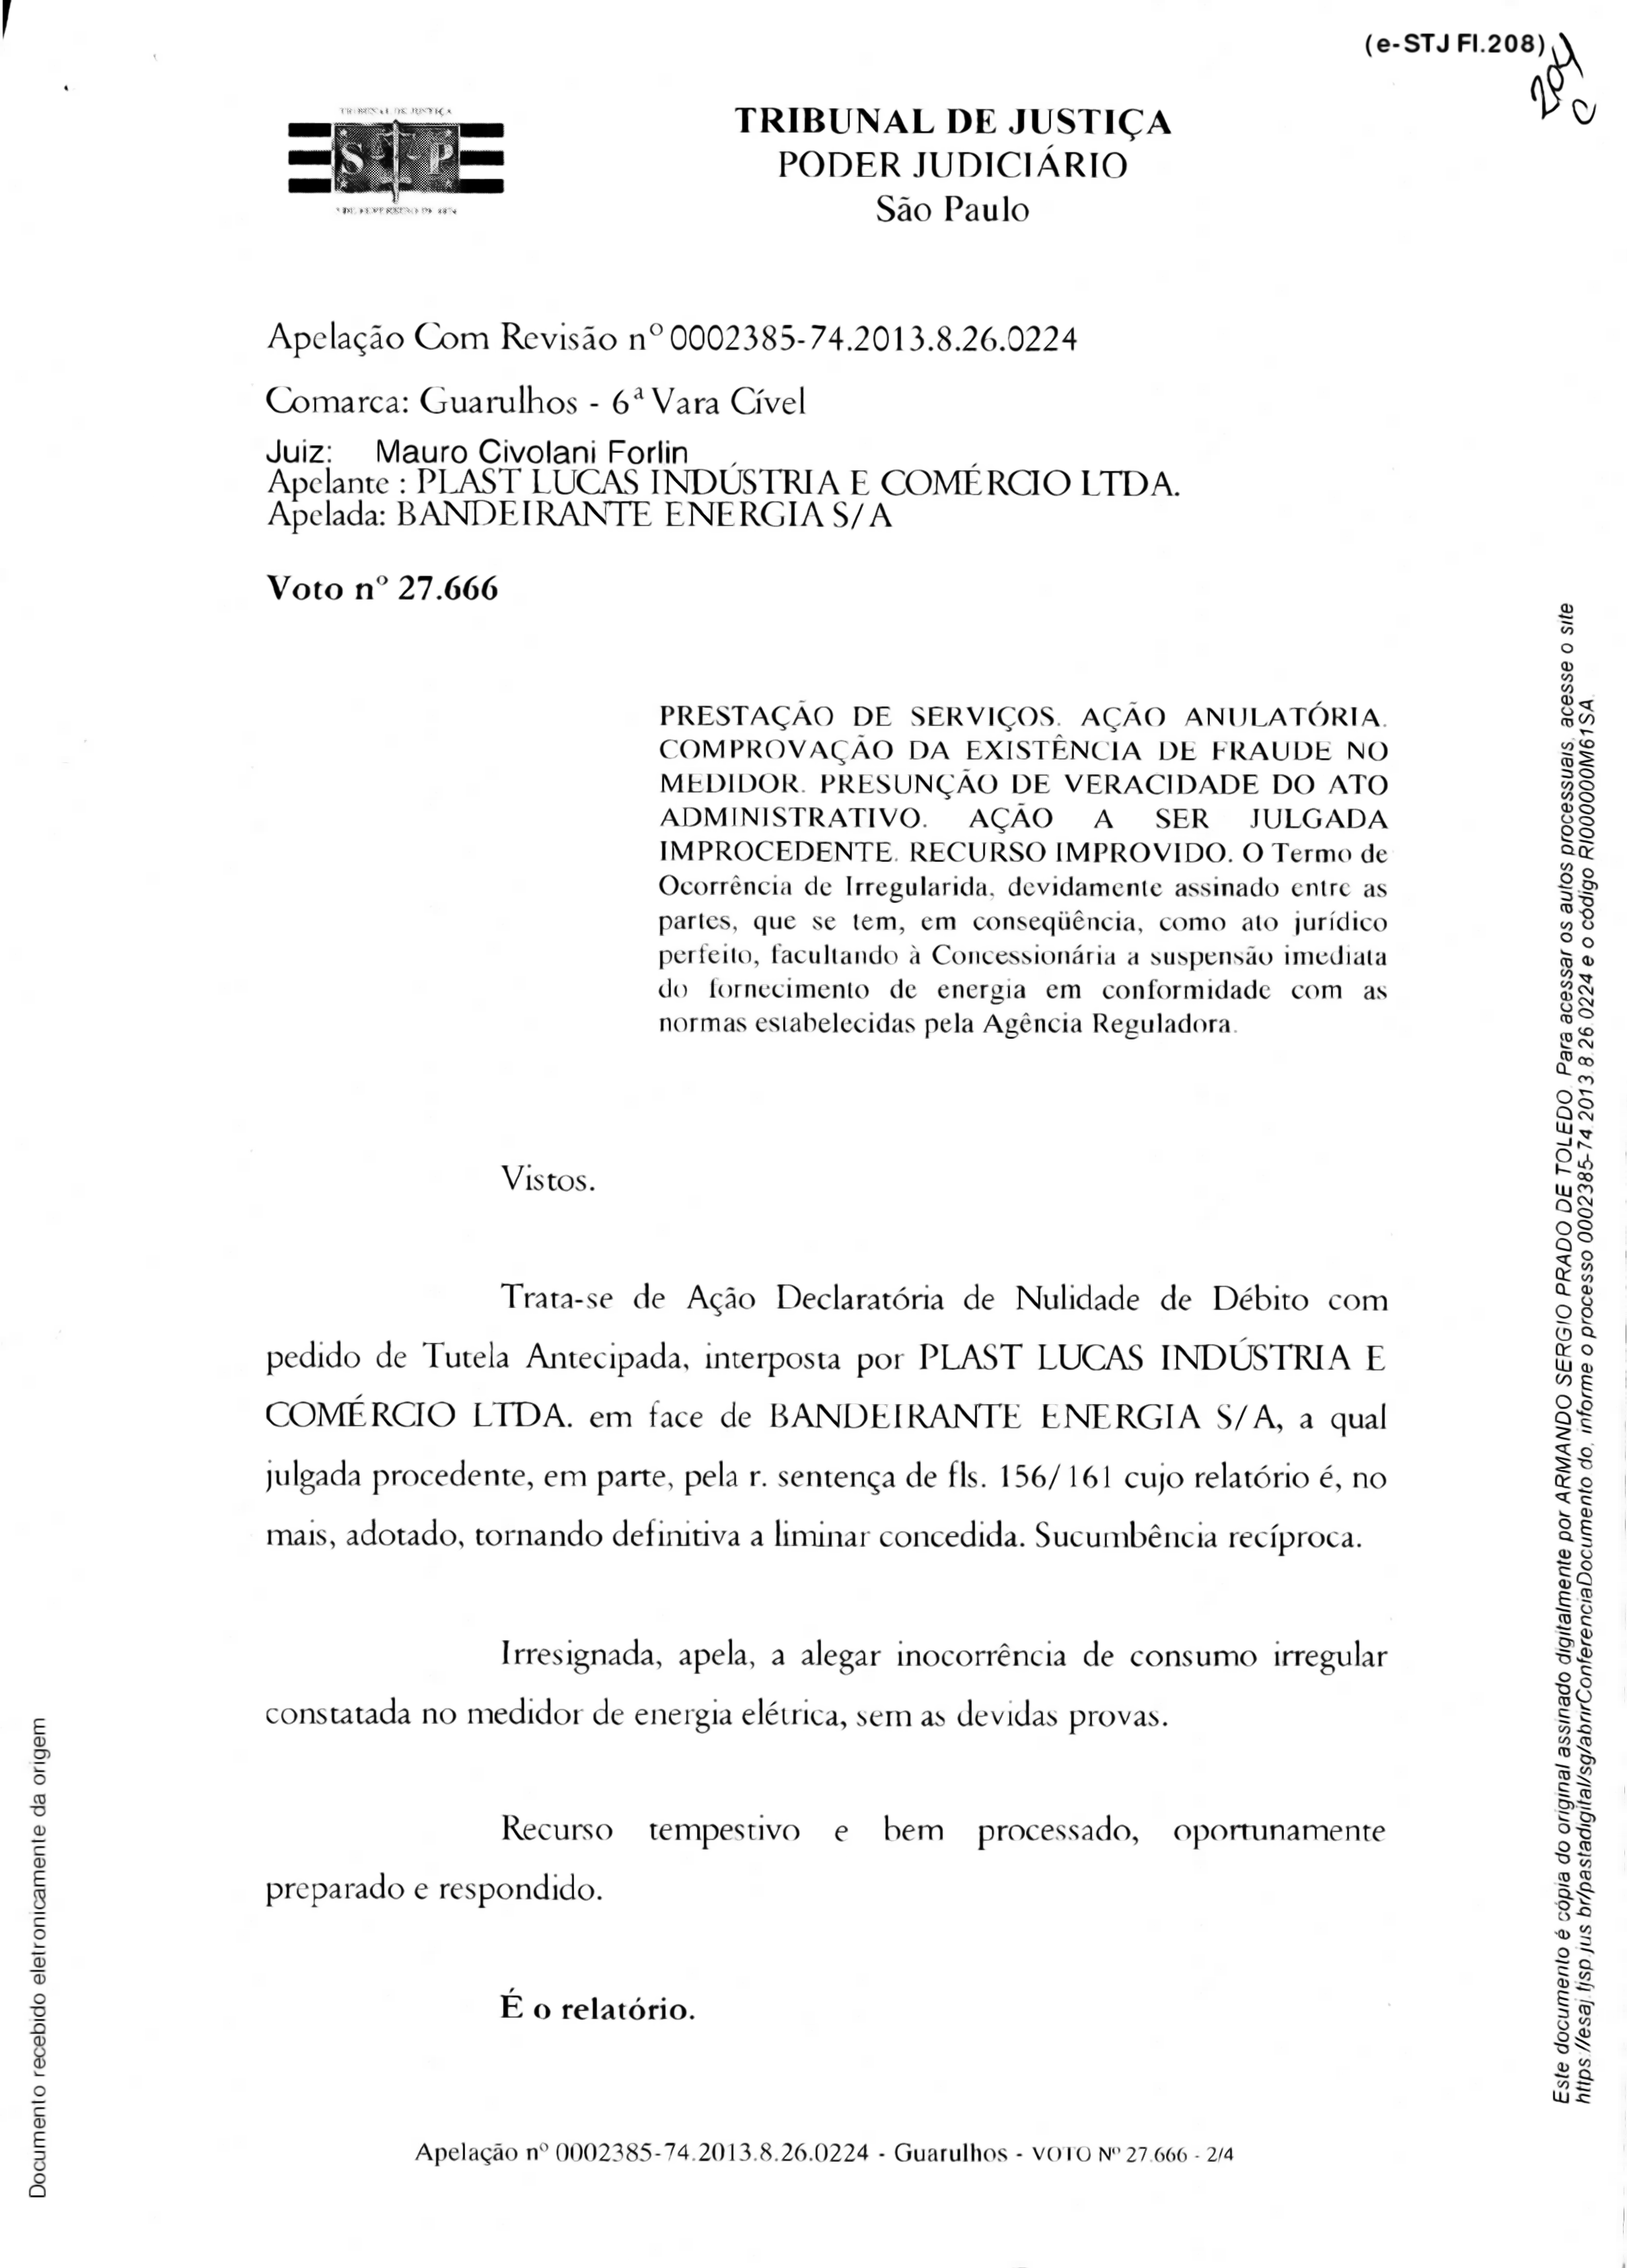 (e-STJ Fl.208)
204
C
TRIBUNAL DE JUSTIÇA
S P
TRIBUNAL DE JUSTIÇA
PODER JUDICIÁRIO
São Paulo
Apelação Com Revisão nº 0002385-74.2013.8.26.0224
Comarca: Guarulhos - 6ª Vara Cível
Juiz: Mauro Civolani Forlin
Apelante : PLAST LUCAS INDÚSTRIA E COMÉRCIO LTDA.
Apelada: BANDEIRANTE ENERGIA S/A
Voto nº 27.666
PRESTAÇÃO DE SERVIÇOS. AÇÃO ANULATÓRIA.
COMPROVAÇÃO DA EXISTÊNCIA DE FRAUDE NO
MEDIDOR. PRESUNÇÃO DE VERACIDADE DO ATO
ADMINISTRATIVO. AÇÃO A SER JULGADA
IMPROCEDENTE. RECURSO IMPROVIDO. O Termo de
Ocorrência de Irregularida, devidamente assinado entre as
partes, que se tem, em conseqüência, como ato jurídico
perfeito, facultando à Concessionária a suspensão imediata
do fornecimento de energia em conformidade com as
normas estabelecidas pela Agência Reguladora.
Vistos.
Trata-se de Ação Declaratória de Nulidade de Débito com
pedido de Tutela Antecipada, interposta por PLAST LUCAS INDÚSTRIA E
COMÉRCIO LTDA. em face de BANDEIRANTE ENERGIA S/A, a qual
julgada procedente, em parte, pela r. sentença de fls. 156/161 cujo relatório é, no
mais, adotado, tornando definitiva a liminar concedida. Sucumbência recíproca.
Irresignada, apela, a alegar inocorrência de consumo irregular
constatada no medidor de energia elétrica, sem as devidas provas.
Recurso tempestivo e bem processado, oportunamente
preparado e respondido.
É o relatório.
Apelação nº 0002385-74.2013.8.26.0224 - Guarulhos - VOTO Nº 27.666 - 2/4
Documento recebido eletronicamente da origem
Este documento é cópia do original assinado digitalmente por ARMANDO SERGIO PRADO DE TOLEDO. Para acessar os autos processuais, acesse o site
https://esaj.tjsp.jus.br/pastadigital/sg/abrirConferenciaDocumento.do, informe o processo 0002385-74.2013.8.26.0224 e o código RI000000M61SA.